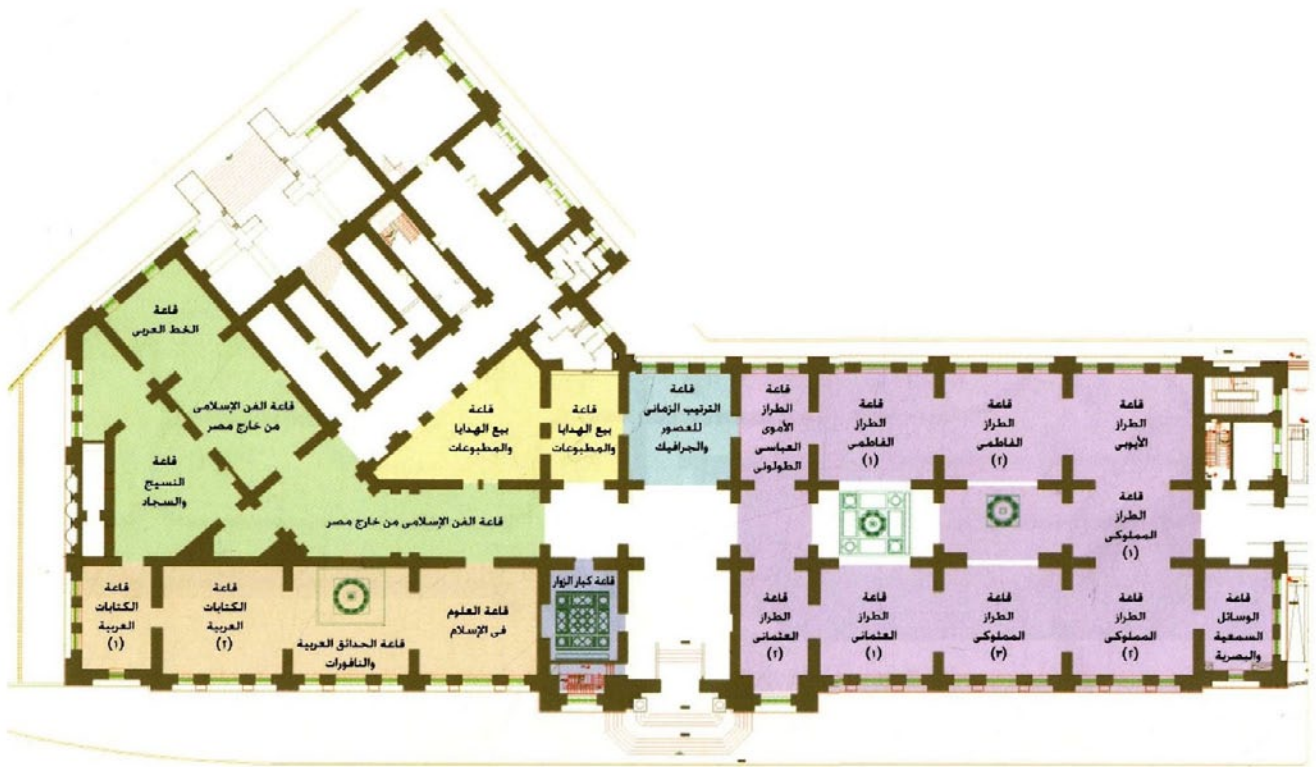 قاعة
الخط العربى
قاعة الفن الإسلامى
من خارج مصر
قاعة
النسيج
والسجاد
قاعة
بيع الهدايا
والمطبوعات
قاعة
بيع الهدايا
والمطبوعات
قاعة
الترتيب الزمانى
للعصور
والجرافيك
قاعة
الطراز
الأموى
العباسى
الطولونى
قاعة
الطراز
الفاطمى
(١)
قاعة
الطراز
الفاطمى
(٢)
قاعة
الطراز
الأيوبى
قاعة الفن الإسلامى من خارج مصر
قاعة
الطراز
المملوكى
(١)
قاعة
الكتابات
العربية
(١)
قاعة
الكتابات
العربية
(٢)
قاعة الحدائق العربية
والنافورات
قاعة العلوم
فى الإسلام
قاعة كبار الزوار
قاعة
الطراز
العثمانى
(٢)
قاعة
الطراز
العثمانى
(١)
قاعة
الطراز
المملوكى
(٣)
قاعة
الطراز
المملوكى
(٢)
قاعة
الوسائل
السمعية
والبصرية